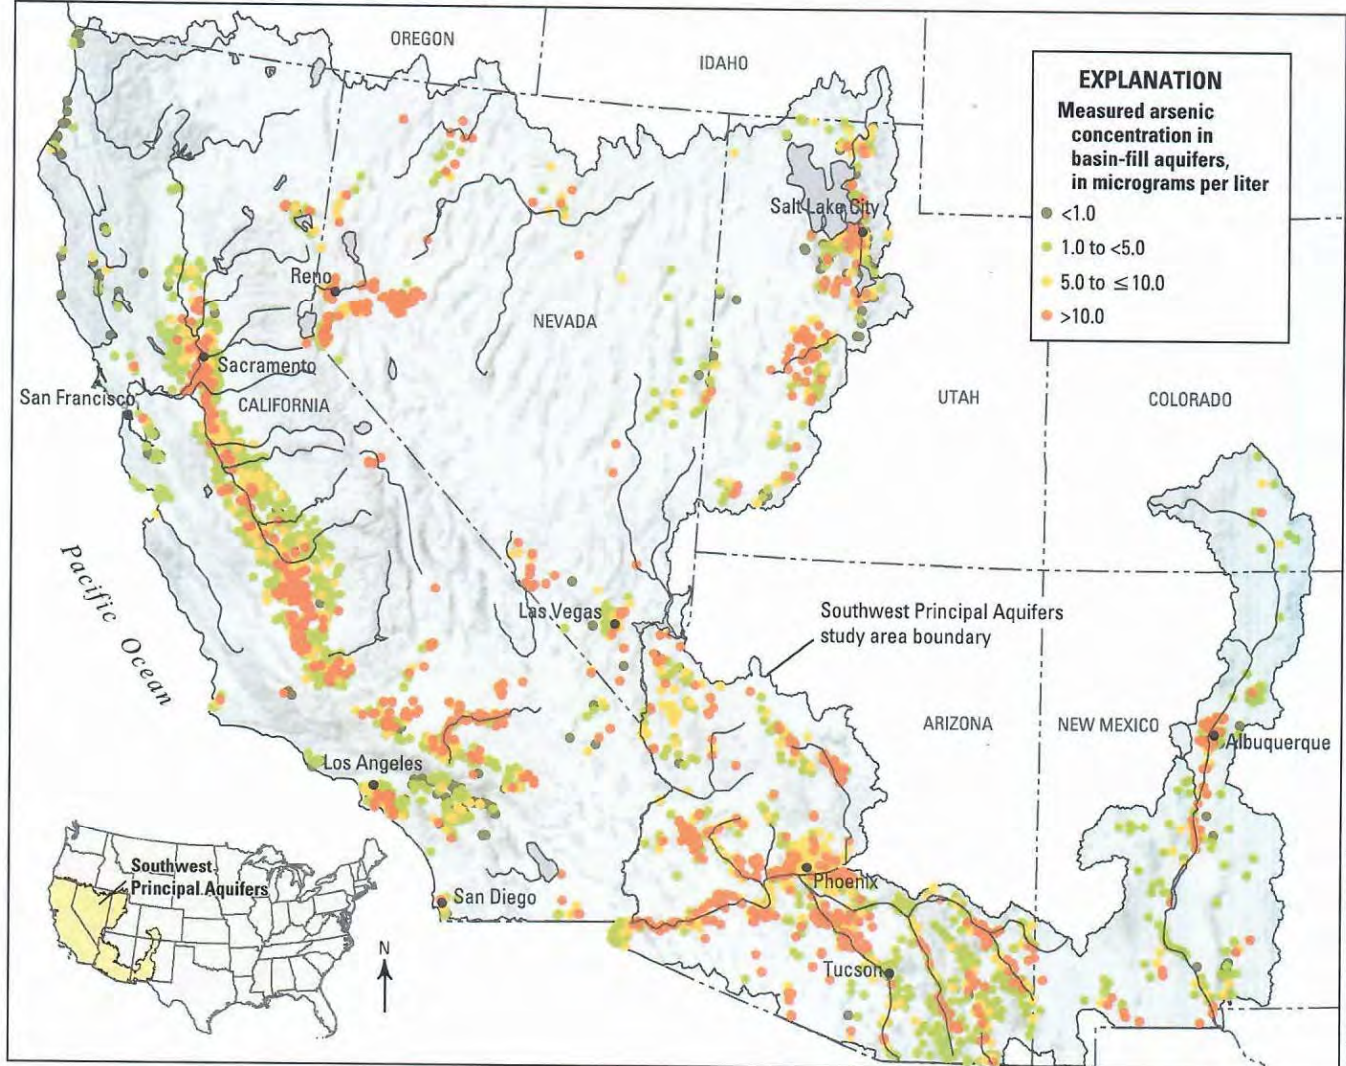 OREGON
IDAHO
EXPLANATION
Measured arsenic
concentration in
basin-fill aquifers,
in micrograms per liter
<1.0
1.0 to <5.0
5.0 to ≤10.0
>10.0
Salt Lake City
Reno
NEVADA
Sacramento
San Francisco
CALIFORNIA
UTAH
COLORADO
Pacific Ocean
Las Vegas
Southwest Principal Aquifers
study area boundary
ARIZONA
NEW MEXICO
Albuquerque
Los Angeles
Phoenix
San Diego
Tucson
Southwest
Principal Aquifers
N